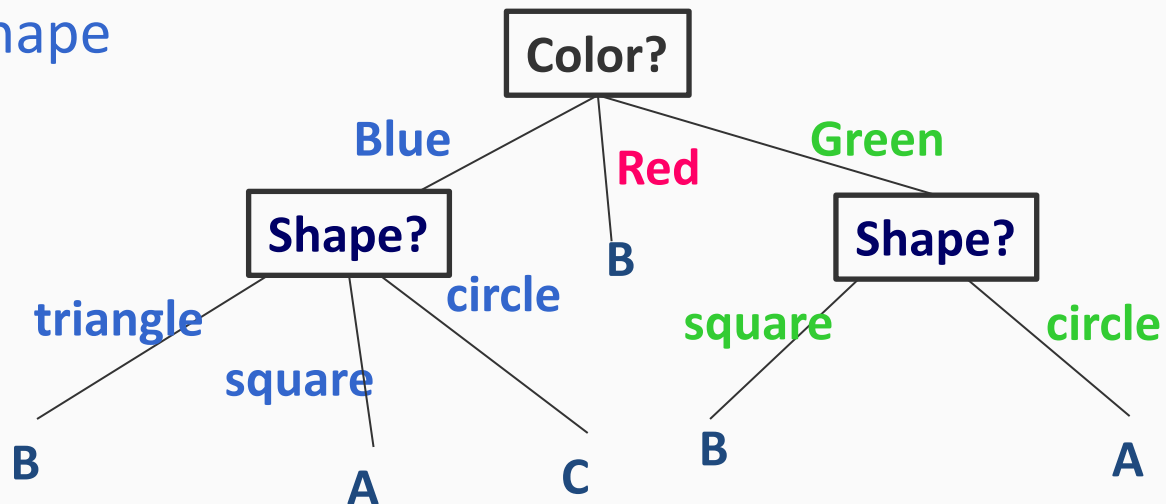 hape
Color?
Blue
Red
Green
Shape?
B
Shape?
triangle
square
circle
square
circle
B
A
C
B
A